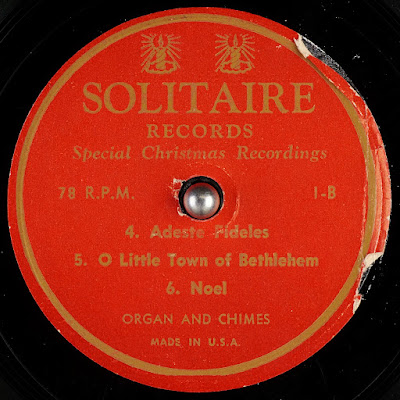 SOLITAIRE
RECORDS
Special Christmas Recordings
78 R.P.M. 1-B
4. Adeste Fideles
5. O Little Town of Bethlehem
6. Noel
ORGAN AND CHIMES
MADE IN U.S.A.